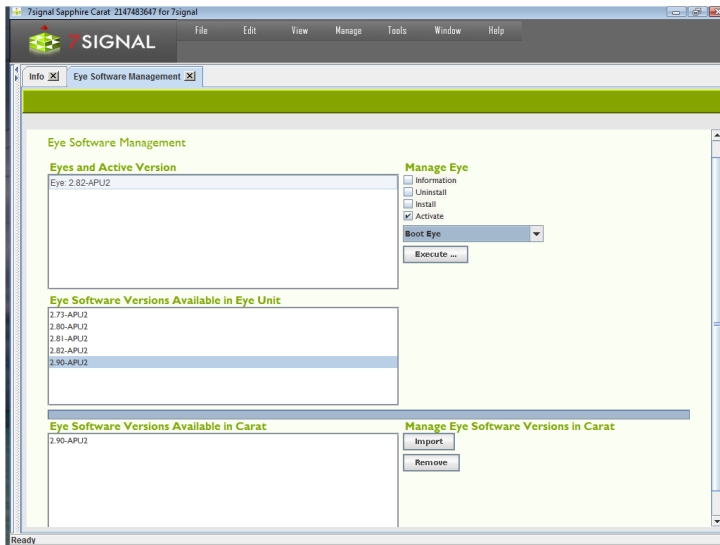 7signal Sapphire Carat 2147483647 for 7signal
7SIGNAL
File Edit View Manage Tools Window Help
Info X Eye Software Management X
Eye Software Management
Eyes and Active Version
Eye: 2.82-APU2
Manage Eye
Information
Uninstall
Install
Activate
Boot Eye
Execute ...
Eye Software Versions Available in Eye Unit
2.73-APU2
2.80-APU2
2.81-APU2
2.82-APU2
2.90-APU2
Eye Software Versions Available in Carat
2.90-APU2
Manage Eye Software Versions in Carat
Import
Remove
Ready